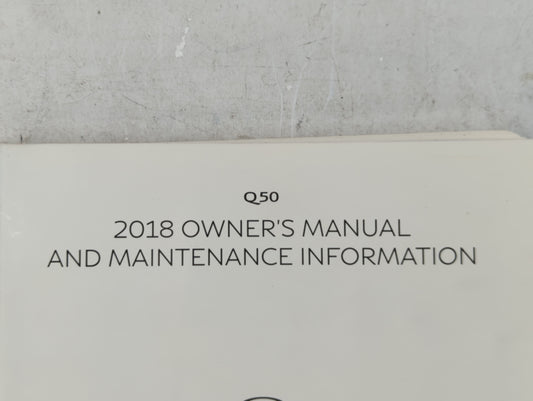 Q50
2018 OWNER'S MANUAL
AND MAINTENANCE INFORMATION